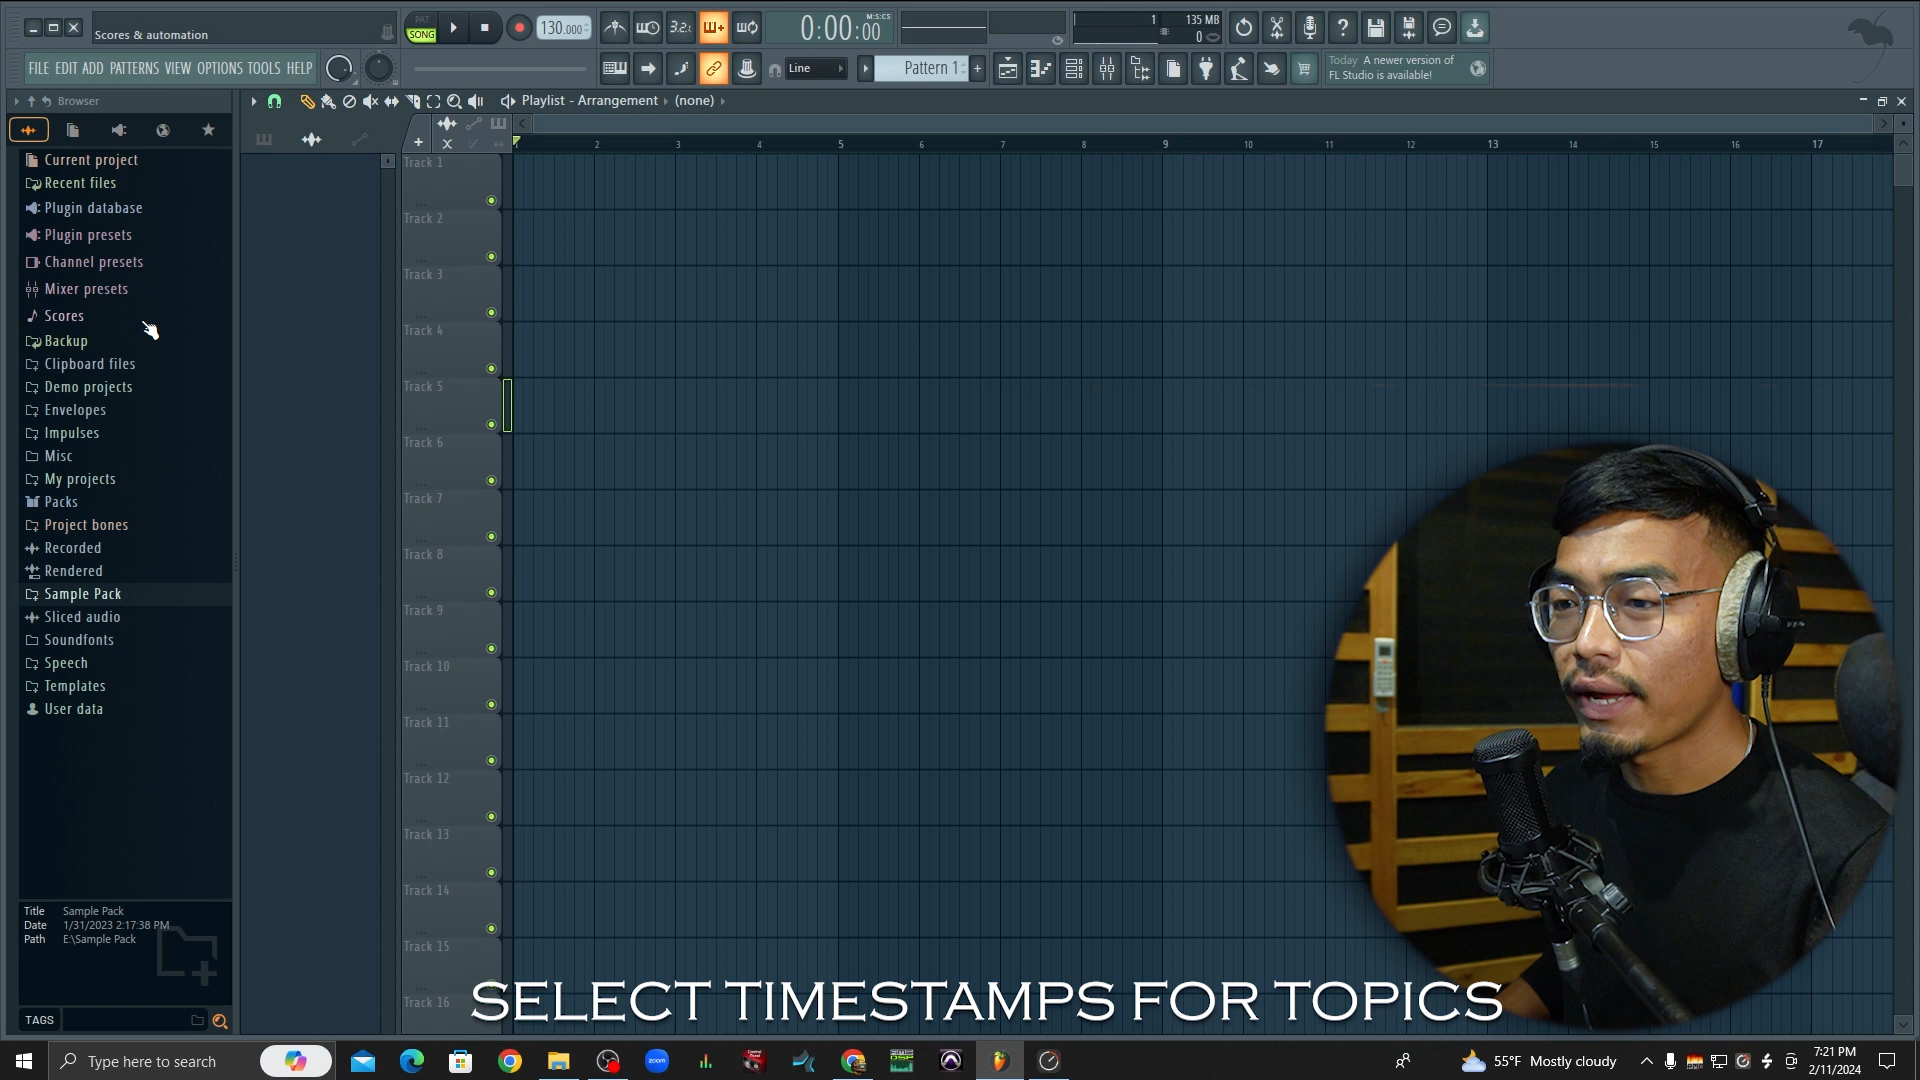 Scores & automation
PAT
SONG
130.000
3.2.
0:00:00
M:S:CS
1
135 MB
0
FILE EDIT ADD PATTERNS VIEW OPTIONS TOOLS HELP
Line
Pattern 1
+
Today A newer version of
FL Studio is available!
Browser
Playlist - Arrangement
(none)
1 2 3 4 5 6 7 8 9 10 11 12 13 14 15 16 17
Current project
Recent files
Plugin database
Plugin presets
Channel presets
Mixer presets
Scores
Backup
Clipboard files
Demo projects
Envelopes
Impulses
Misc
My projects
Packs
Project bones
Recorded
Rendered
Sample Pack
Sliced audio
Soundfonts
Speech
Templates
User data
Track 1
Track 2
Track 3
Track 4
Track 5
Track 6
Track 7
Track 8
Track 9
Track 10
Track 11
Track 12
Track 13
Track 14
Track 15
Track 16
Title Sample Pack
Date 1/31/2023 2:17:38 PM
Path E:\Sample Pack
TAGS
SELECT TIMESTAMPS FOR TOPICS
Type here to search
zoom
55°F Mostly cloudy
7:21 PM
2/11/2024